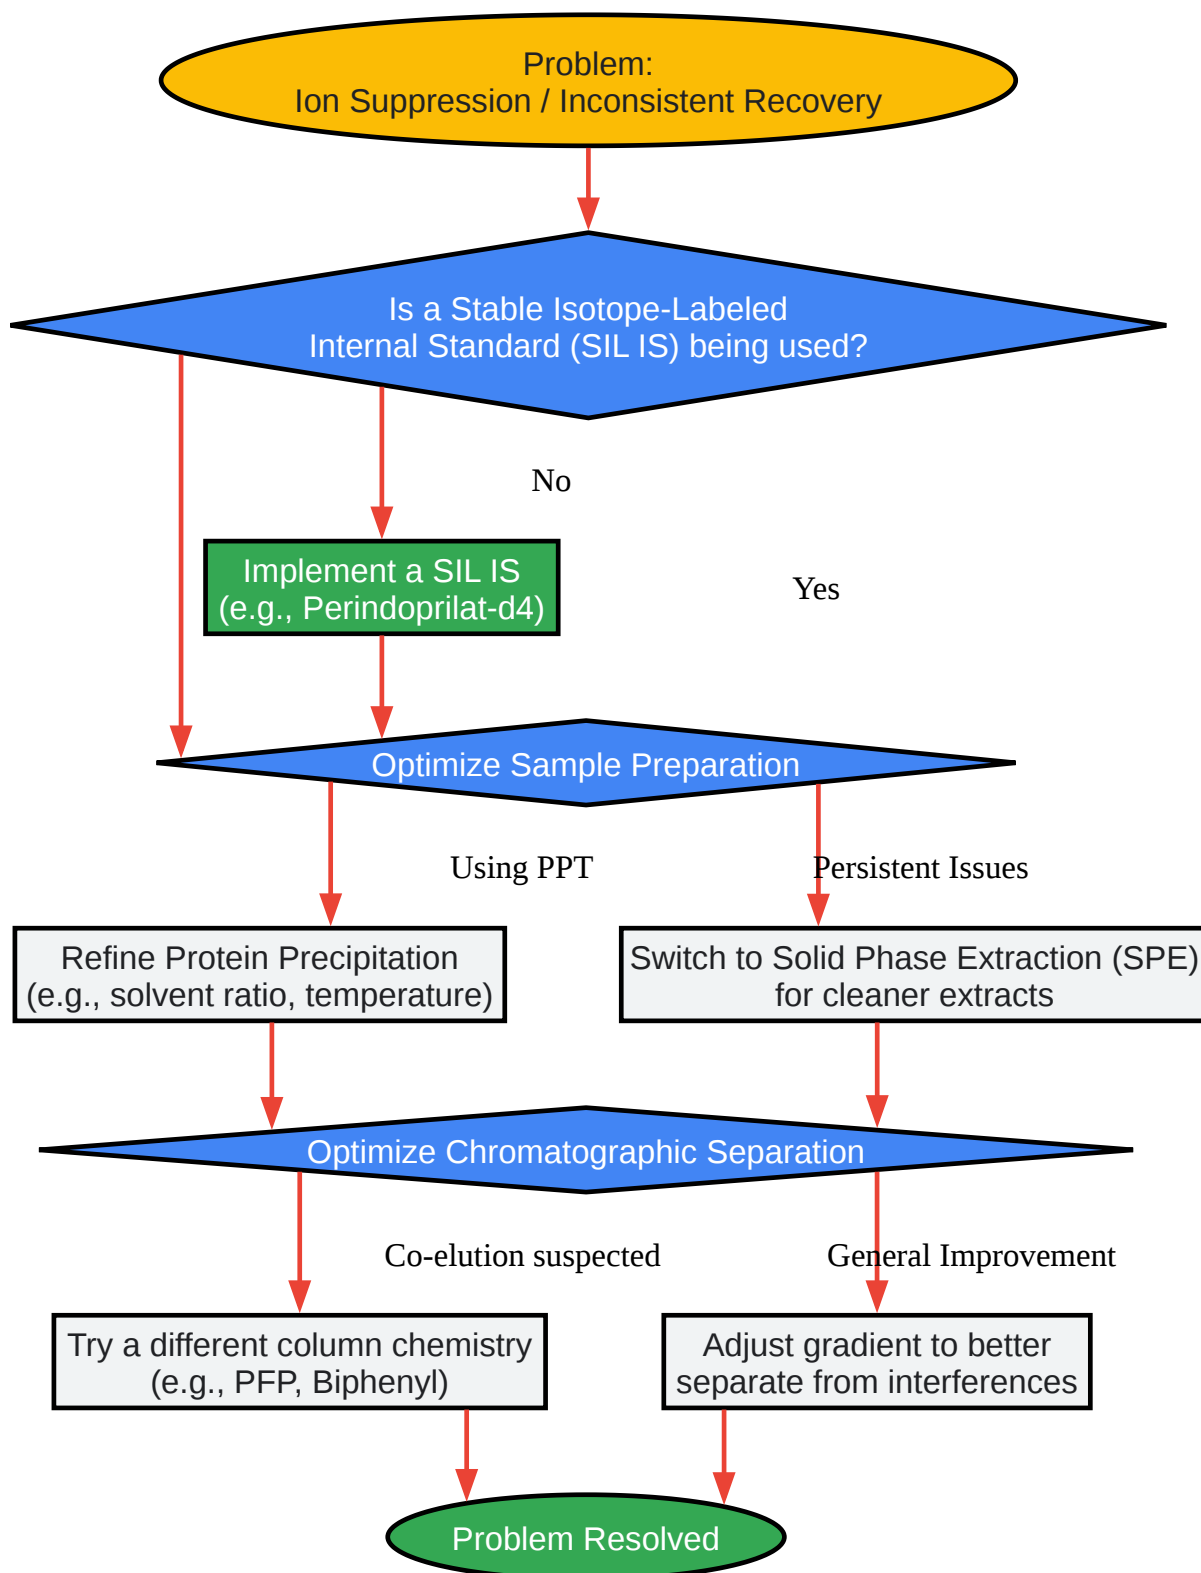 Problem:
Ion Suppression / Inconsistent Recovery
Is a Stable Isotope-Labeled
Internal Standard (SIL IS) being used?
No
Implement a SIL IS
(e.g., Perindoprilat-d4)
Yes
Optimize Sample Preparation
Using PPT
Persistent Issues
Refine Protein Precipitation
(e.g., solvent ratio, temperature)
Switch to Solid Phase Extraction (SPE)
for cleaner extracts
Optimize Chromatographic Separation
Co-elution suspected
General Improvement
Try a different column chemistry
(e.g., PFP, Biphenyl)
Adjust gradient to better
separate from interferences
Problem Resolved